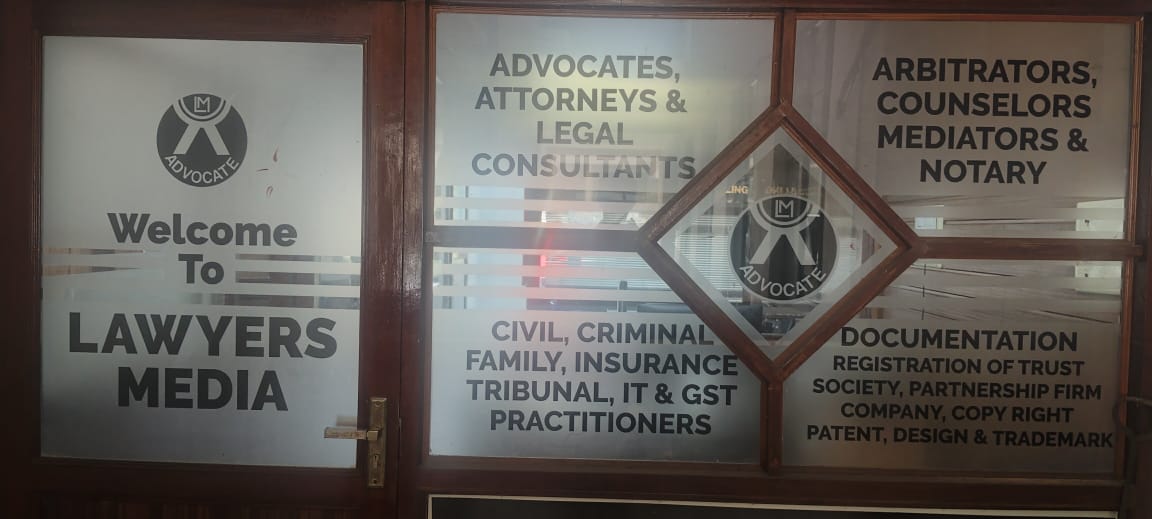 LM
ADVOCATE
Welcome
To
LAWYERS
MEDIA
ADVOCATES,
ATTORNEYS &
LEGAL
CONSULTANTS
ARBITRATORS,
COUNSELORS
MEDIATORS &
NOTARY
LM
ADVOCATE
CIVIL, CRIMINAL
FAMILY, INSURANCE
TRIBUNAL, IT & GST
PRACTITIONERS
DOCUMENTATION
REGISTRATION OF TRUST
SOCIETY, PARTNERSHIP FIRM
COMPANY, COPY RIGHT
PATENT, DESIGN & TRADEMARK